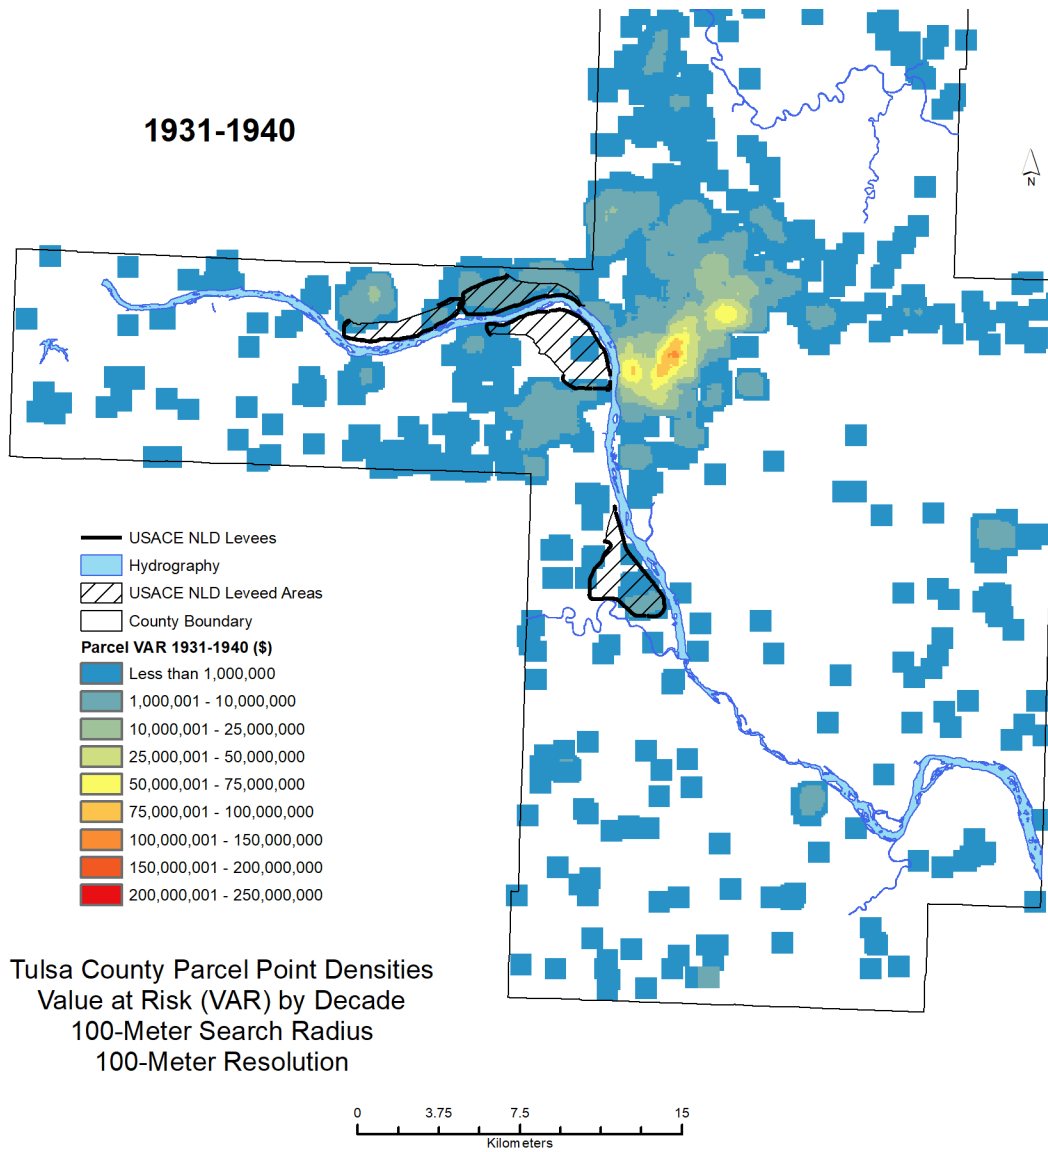 1931-1940
N
USACE NLD Levees
Hydrography
USACE NLD Leveed Areas
County Boundary
Parcel VAR 1931-1940 ($)
Less than 1,000,000
1,000,001 - 10,000,000
10,000,001 - 25,000,000
25,000,001 - 50,000,000
50,000,001 - 75,000,000
75,000,001 - 100,000,000
100,000,001 - 150,000,000
150,000,001 - 200,000,000
200,000,001 - 250,000,000
Tulsa County Parcel Point Densities
Value at Risk (VAR) by Decade
100-Meter Search Radius
100-Meter Resolution
0 3.75 7.5 15
Kilometers